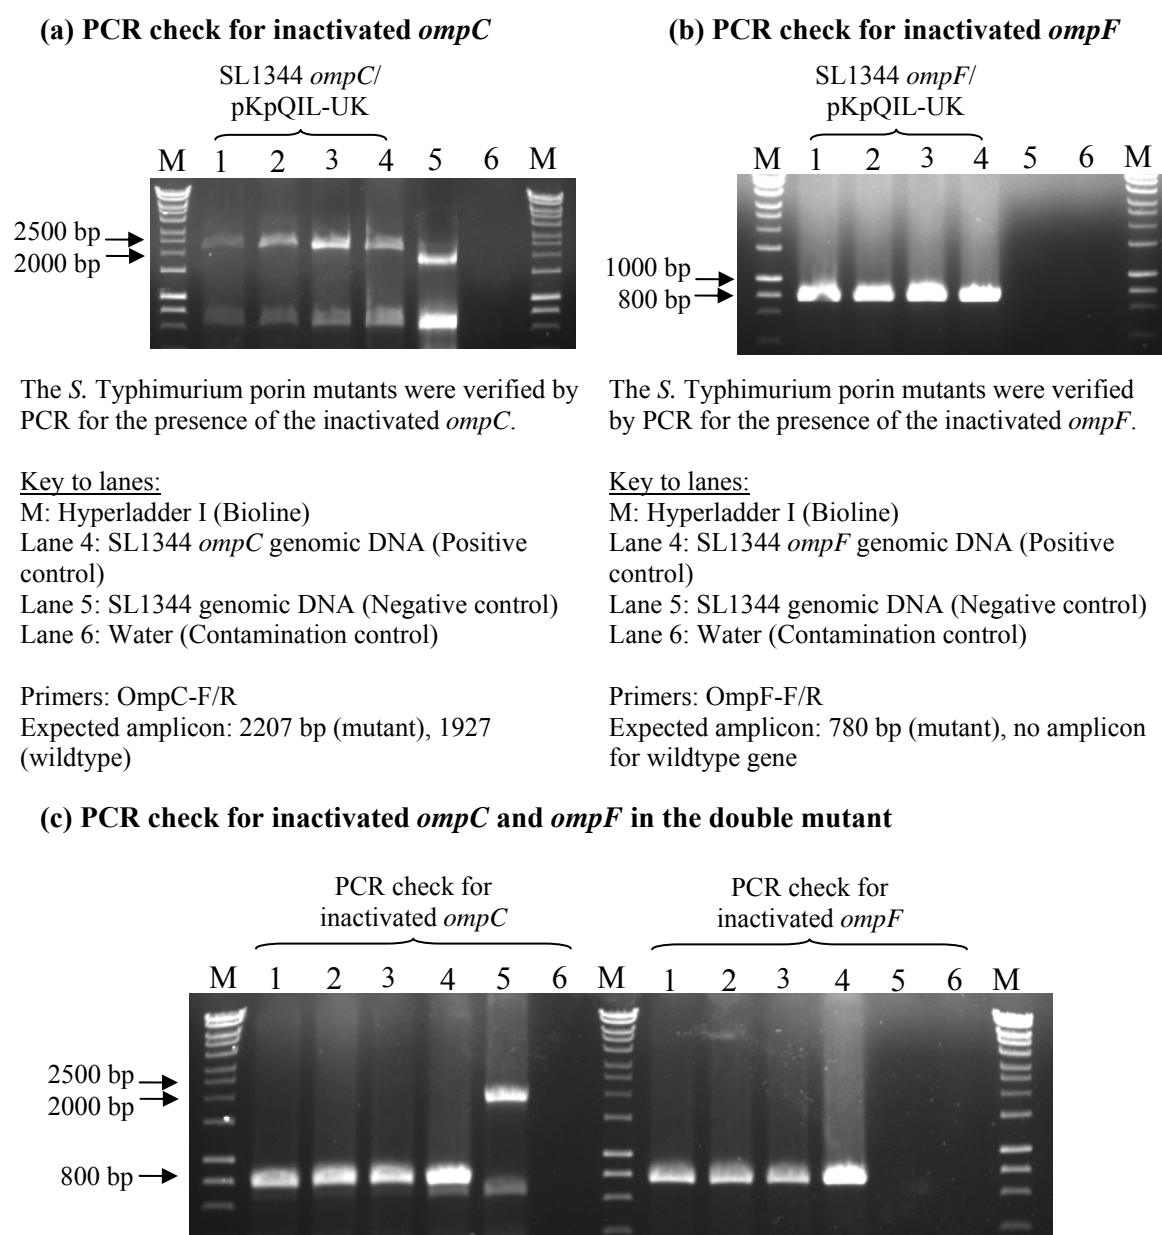 (a) PCR check for inactivated ompC
SL1344 ompC/
pKpQIL-UK
M 1 2 3 4 5 6 M
2500 bp
2000 bp
The S. Typhimurium porin mutants were verified by
PCR for the presence of the inactivated ompC.
Key to lanes:
M: Hyperladder I (Bioline)
Lane 4: SL1344 ompC genomic DNA (Positive
control)
Lane 5: SL1344 genomic DNA (Negative control)
Lane 6: Water (Contamination control)
Primers: OmpC-F/R
Expected amplicon: 2207 bp (mutant), 1927
(wildtype)
(b) PCR check for inactivated ompF
SL1344 ompF/
pKpQIL-UK
M 1 2 3 4 5 6 M
1000 bp
800 bp
The S. Typhimurium porin mutants were verified
by PCR for the presence of the inactivated ompF.
Key to lanes:
M: Hyperladder I (Bioline)
Lane 4: SL1344 ompF genomic DNA (Positive
control)
Lane 5: SL1344 genomic DNA (Negative control)
Lane 6: Water (Contamination control)
Primers: OmpF-F/R
Expected amplicon: 780 bp (mutant), no amplicon
for wildtype gene
(c) PCR check for inactivated ompC and ompF in the double mutant
PCR check for
inactivated ompC
PCR check for
inactivated ompF
M 1 2 3 4 5 6 M 1 2 3 4 5 6 M
2500 bp
2000 bp
800 bp